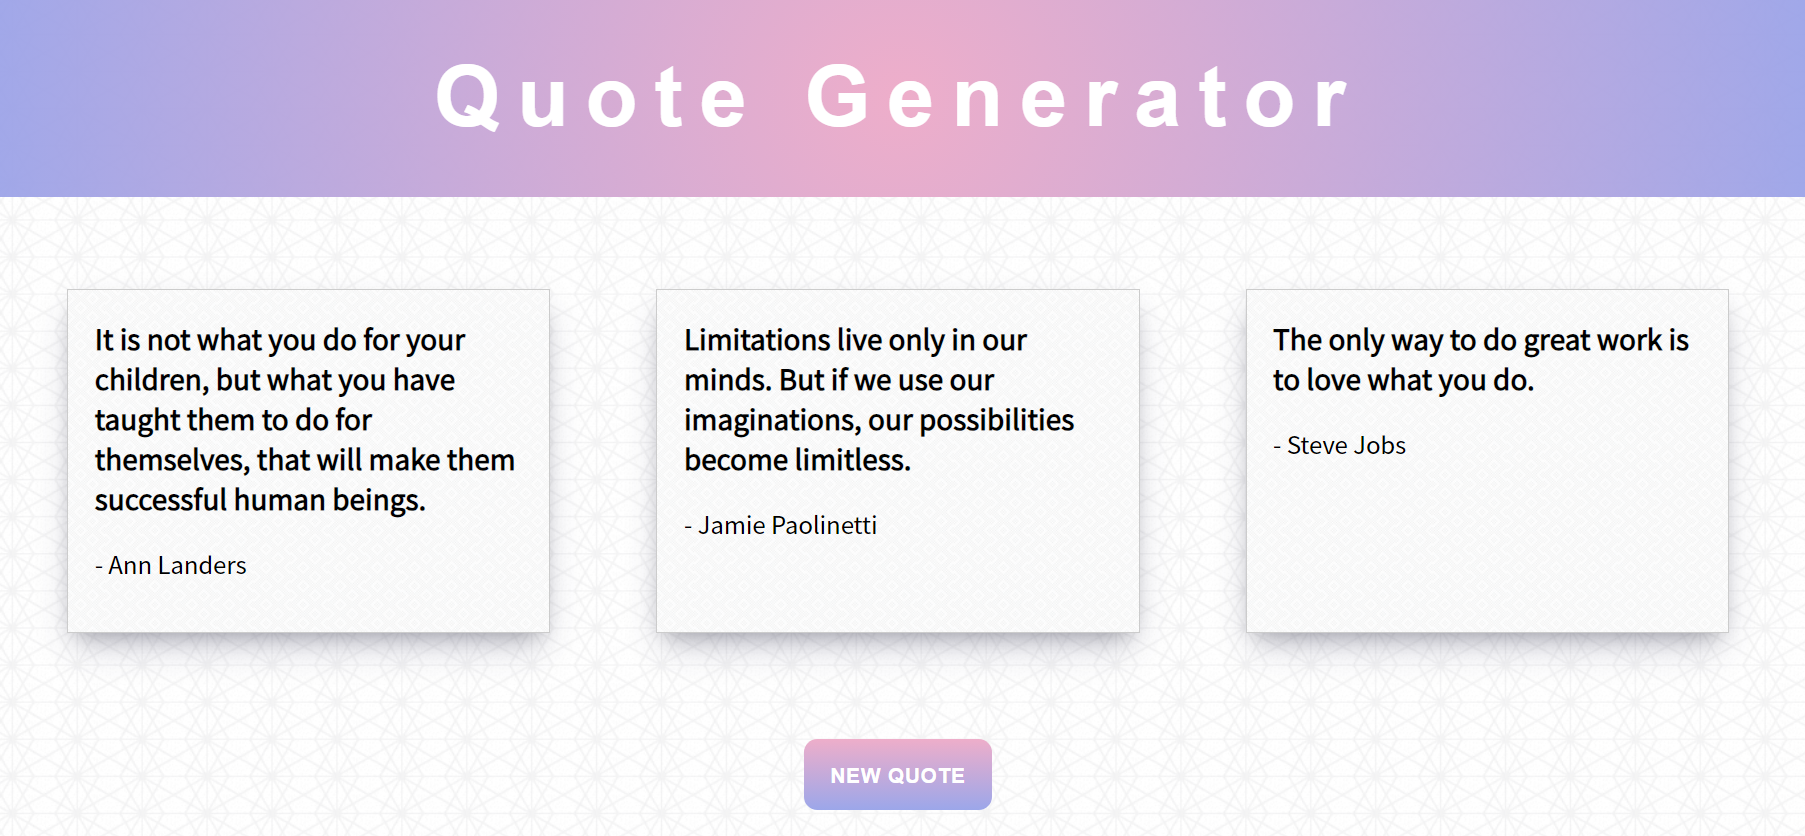 Quote Generator
It is not what you do for your
children, but what you have
taught them to do for
themselves, that will make them
successful human beings.
- Ann Landers
Limitations live only in our
minds. But if we use our
imaginations, our possibilities
become limitless.
- Jamie Paolinetti
The only way to do great work is
to love what you do.
- Steve Jobs
NEW QUOTE